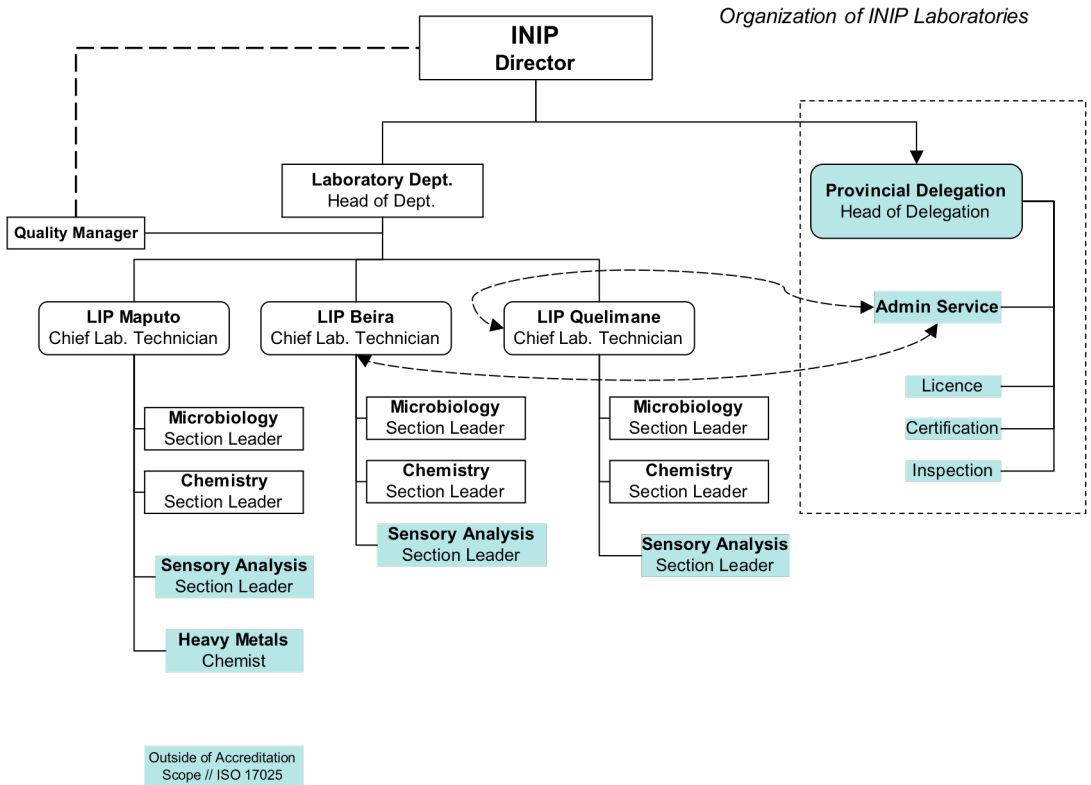 Organization of INIP Laboratories
INIP
Director
Laboratory Dept.
Head of Dept.
Provincial Delegation
Head of Delegation
Quality Manager
LIP Maputo
Chief Lab. Technician
LIP Beira
Chief Lab. Technician
LIP Quelimane
Chief Lab. Technician
Admin Service
Licence
Certification
Inspection
Microbiology
Section Leader
Chemistry
Section Leader
Sensory Analysis
Section Leader
Heavy Metals
Chemist
Microbiology
Section Leader
Chemistry
Section Leader
Sensory Analysis
Section Leader
Microbiology
Section Leader
Chemistry
Section Leader
Sensory Analysis
Section Leader
Outside of Accreditation
Scope // ISO 17025